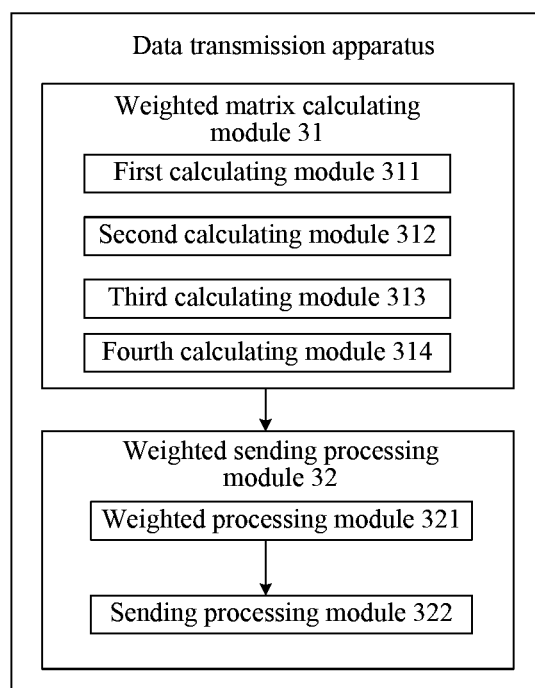 Data transmission apparatus
Weighted matrix calculating
module 31
First calculating module 311
Second calculating module 312
Third calculating module 313
Fourth calculating module 314
Weighted sending processing
module 32
Weighted processing module 321
Sending processing module 322